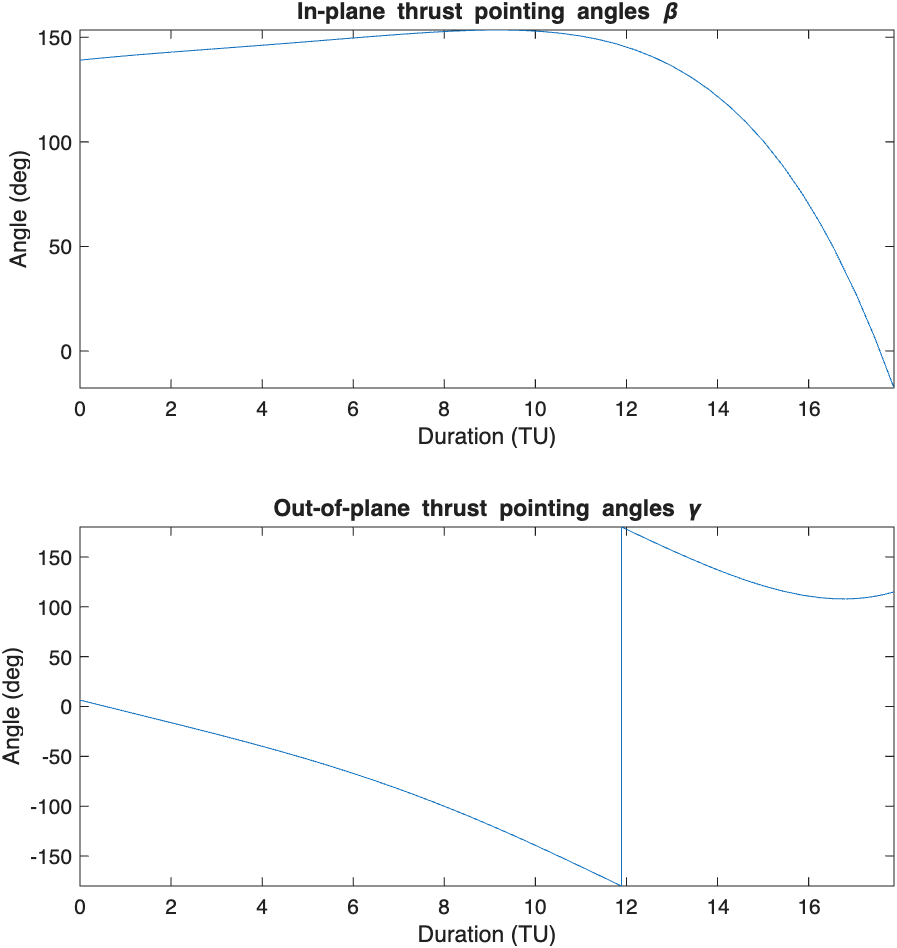 In-plane thrust pointing angles β
150
100
50
0
Angle (deg)
0 2 4 6 8 10 12 14 16
Duration (TU)
Out-of-plane thrust pointing angles γ
150
100
50
0
-50
-100
-150
Angle (deg)
0 2 4 6 8 10 12 14 16
Duration (TU)